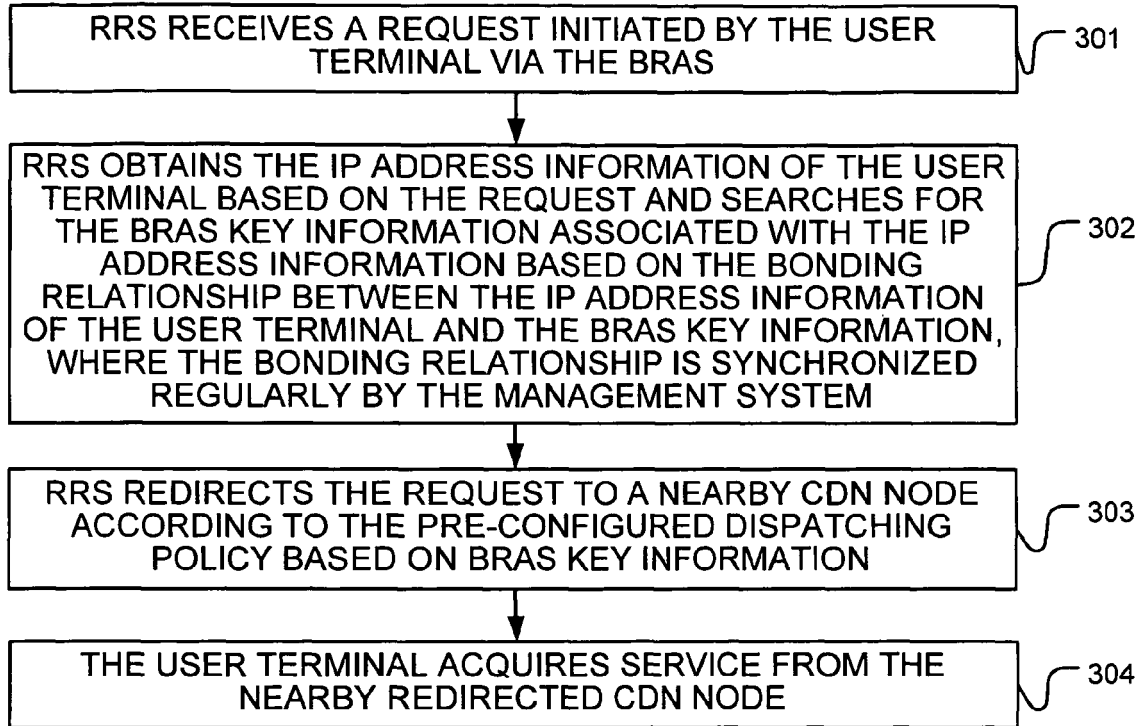 RRS RECEIVES A REQUEST INITIATED BY THE USER
TERMINAL VIA THE BRAS
301
RRS OBTAINS THE IP ADDRESS INFORMATION OF THE USER
TERMINAL BASED ON THE REQUEST AND SEARCHES FOR
THE BRAS KEY INFORMATION ASSOCIATED WITH THE IP
ADDRESS INFORMATION BASED ON THE BONDING
RELATIONSHIP BETWEEN THE IP ADDRESS INFORMATION
OF THE USER TERMINAL AND THE BRAS KEY INFORMATION,
WHERE THE BONDING RELATIONSHIP IS SYNCHRONIZED
REGULARLY BY THE MANAGEMENT SYSTEM
302
RRS REDIRECTS THE REQUEST TO A NEARBY CDN NODE
ACCORDING TO THE PRE-CONFIGURED DISPATCHING
POLICY BASED ON BRAS KEY INFORMATION
303
THE USER TERMINAL ACQUIRES SERVICE FROM THE
NEARBY REDIRECTED CDN NODE
304